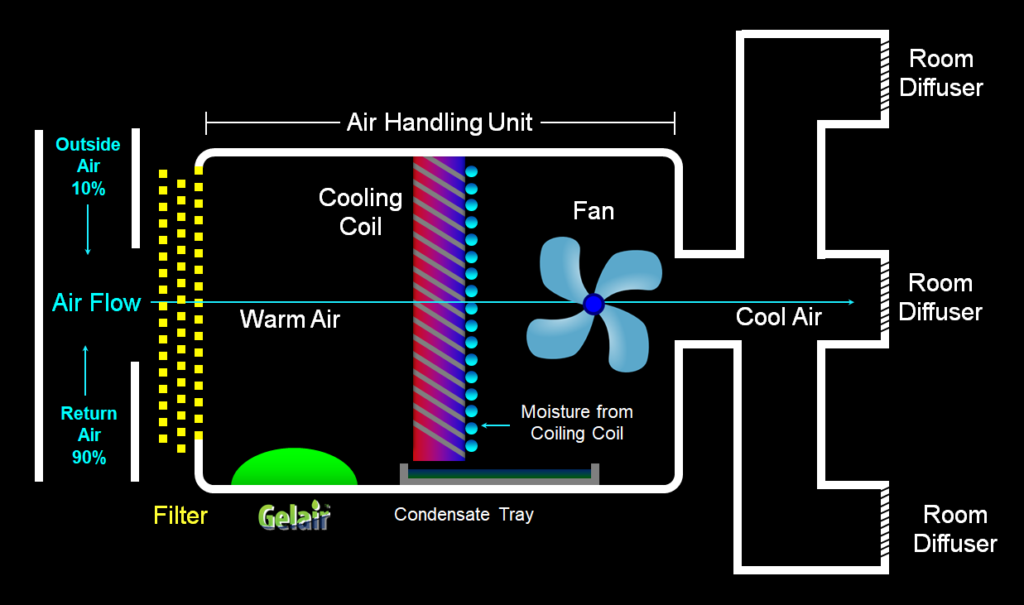 Air Handling Unit
Room
Diffuser
Outside
Air
10%
Cooling
Coil
Fan
Air Flow
Warm Air
Cool Air
Room
Diffuser
Return
Air
90%
Moisture from
Coiling Coil
Filter
Gelair
Condensate Tray
Room
Diffuser